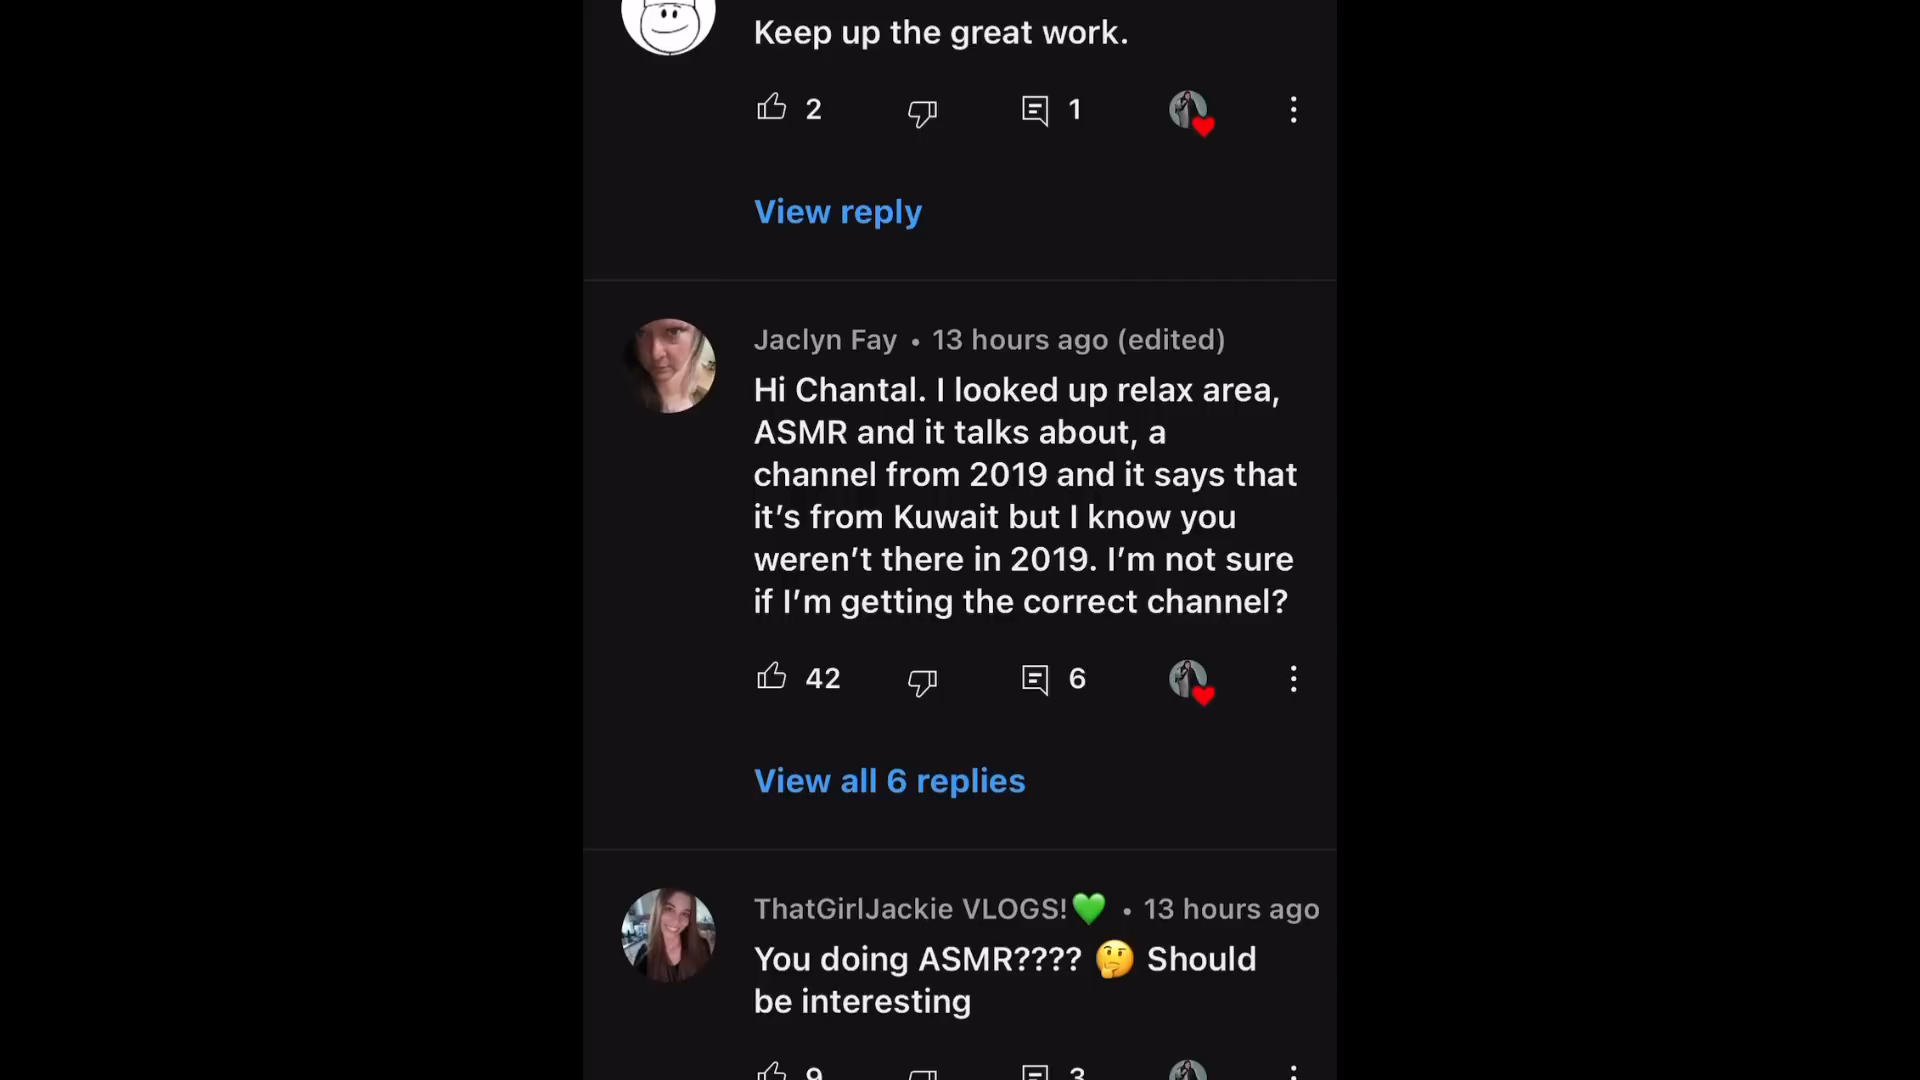 Keep up the great work.
2
1
View reply
Jaclyn Fay • 13 hours ago (edited)
Hi Chantal. I looked up relax area,
ASMR and it talks about, a
channel from 2019 and it says that
it’s from Kuwait but I know you
weren’t there in 2019. I’m not sure
if I’m getting the correct channel?
42
6
View all 6 replies
ThatGirlJackie VLOGS!💚 • 13 hours ago
You doing ASMR???? 🤔 Should
be interesting
9
3